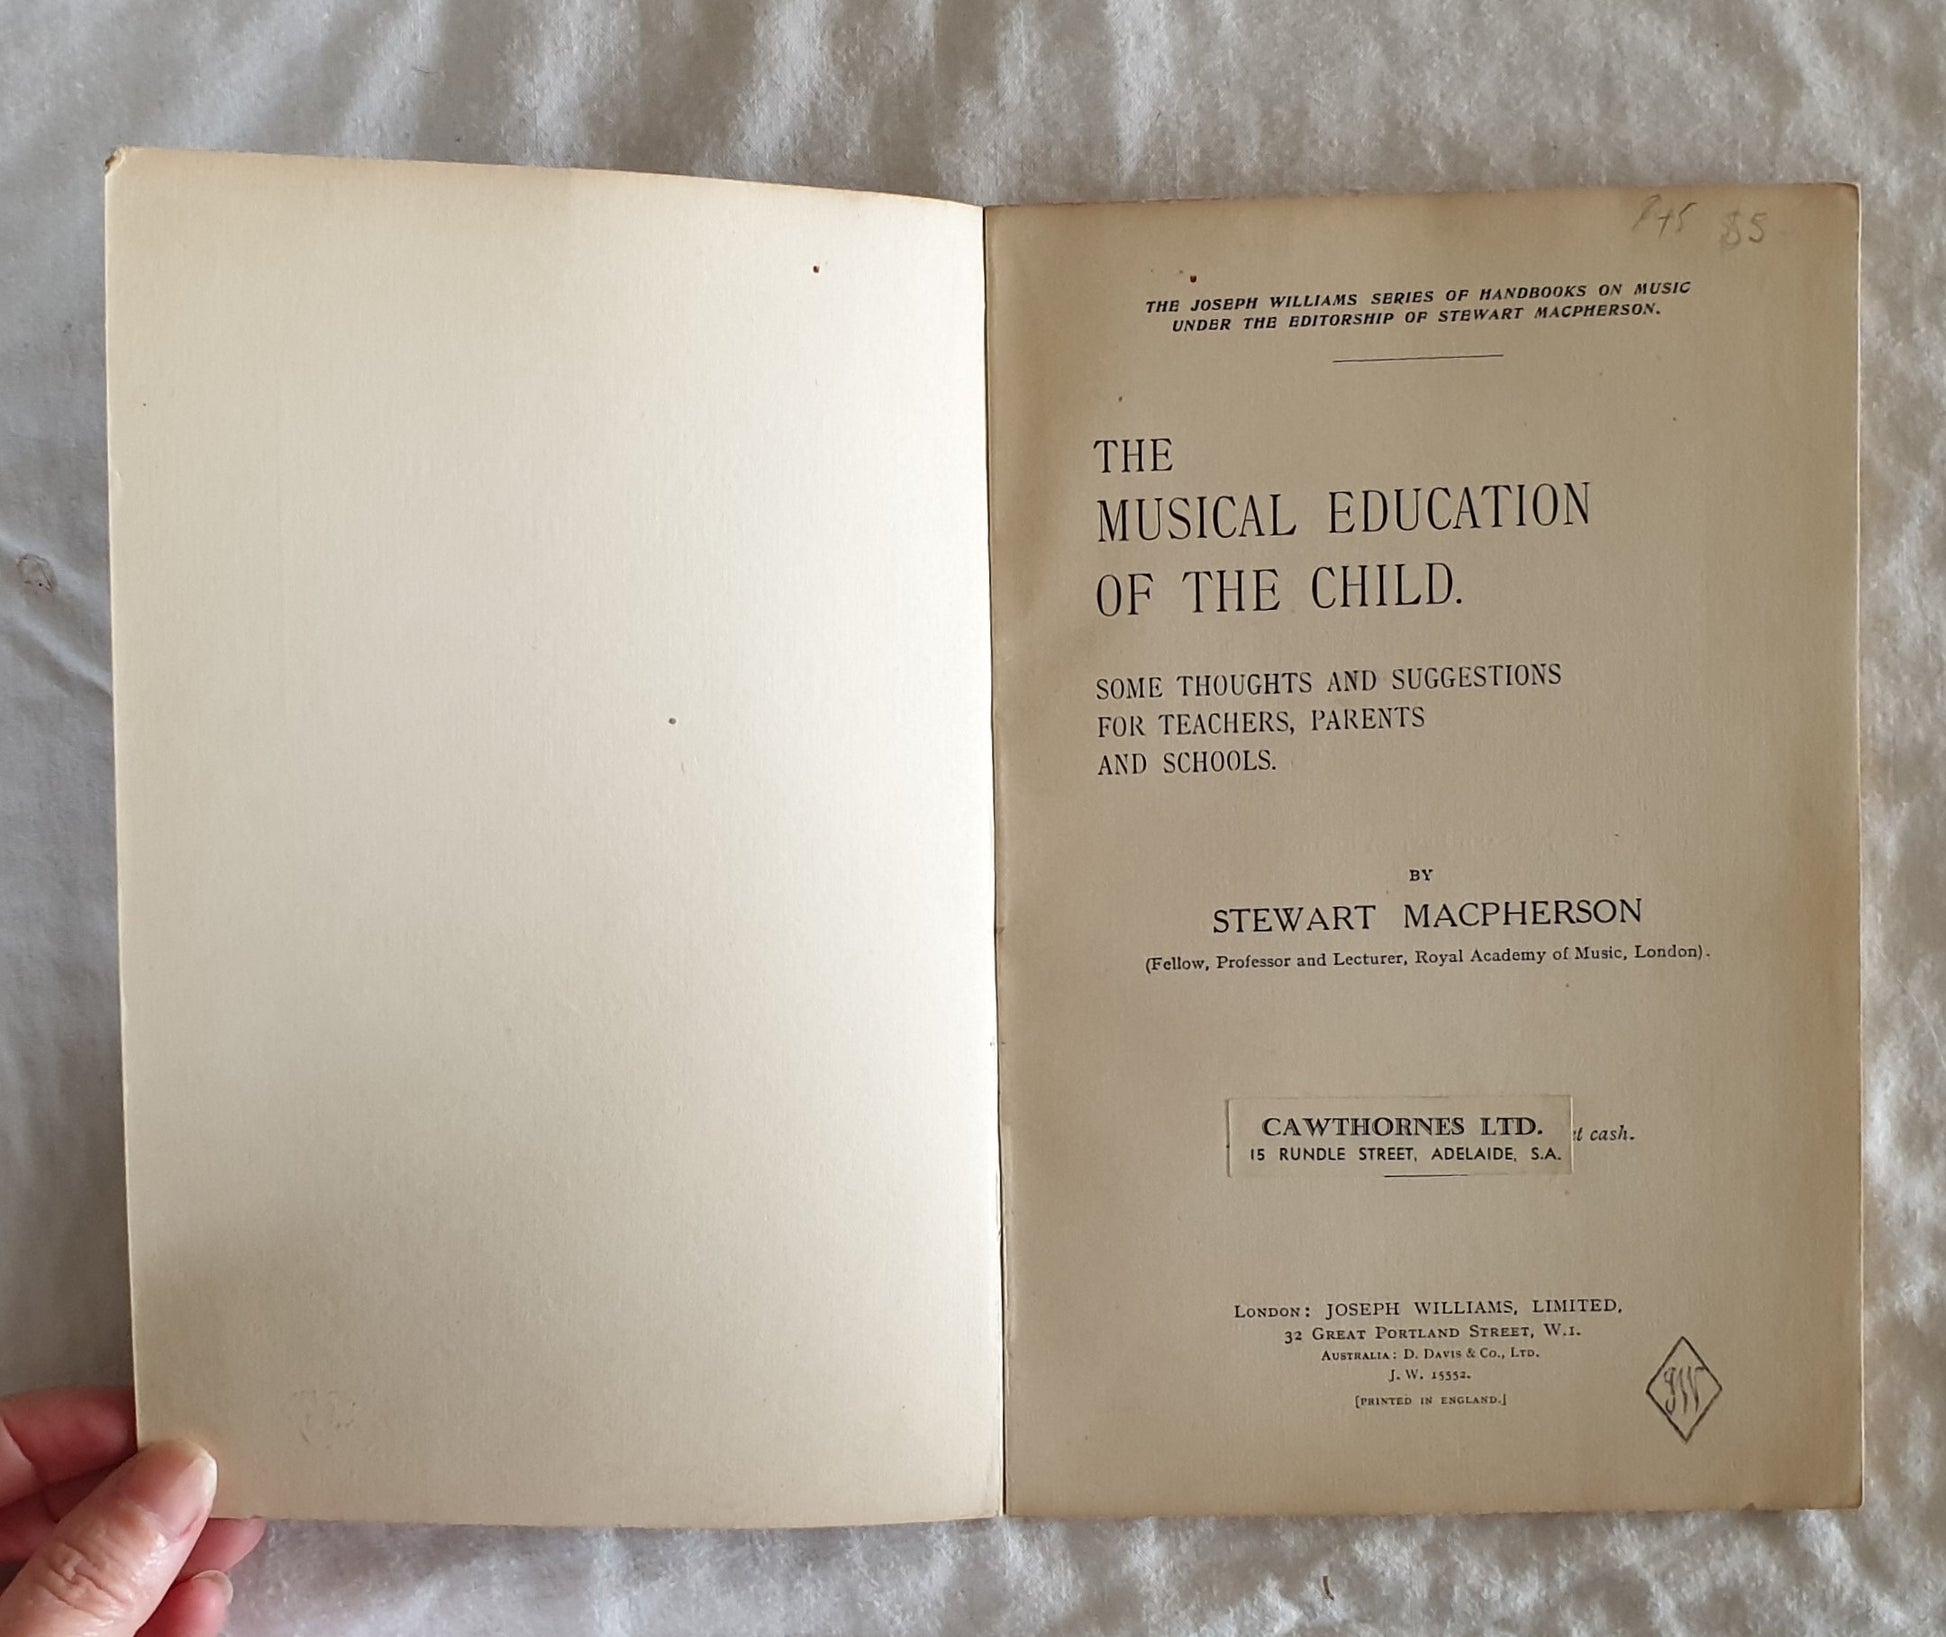 $5
THE JOSEPH WILLIAMS SERIES OF HANDBOOKS ON MUSIC
UNDER THE EDITORSHIP OF STEWART MACPHERSON.
THE
MUSICAL EDUCATION
OF THE CHILD.
SOME THOUGHTS AND SUGGESTIONS
FOR TEACHERS, PARENTS
AND SCHOOLS.
BY
STEWART MACPHERSON
(Fellow, Professor and Lecturer, Royal Academy of Music, London).
CAWTHORNES LTD.
cash.
15 RUNDLE STREET, ADELAIDE, S.A.
LONDON: JOSEPH WILLIAMS, LIMITED,
32 GREAT PORTLAND STREET, W.1.
AUSTRALIA: D. DAVIS & CO., LTD.
J. W. 15552.
[PRINTED IN ENGLAND.]
JW